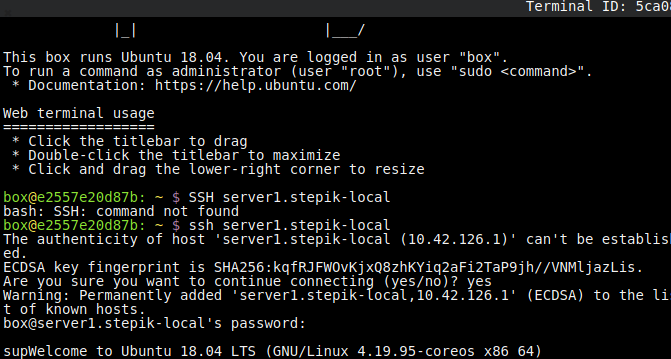 Terminal ID: 5ca0
|_| |___/
This box runs Ubuntu 18.04. You are logged in as user "box".
To run a command as administrator (user "root"), use "sudo <command>".
* Documentation: https://help.ubuntu.com/
Web terminal usage
==================
* Click the titlebar to drag
* Double-click the titlebar to maximize
* Click and drag the lower-right corner to resize
box@e2557e20d87b: ~ $ SSH server1.stepik-local
bash: SSH: command not found
box@e2557e20d87b: ~ $ ssh server1.stepik-local
The authenticity of host 'server1.stepik-local (10.42.126.1)' can't be establish
ed.
ECDSA key fingerprint is SHA256:kqfRJFWOvKjxQ8zhKYiq2aFi2TaP9jh//VNMljazLis.
Are you sure you want to continue connecting (yes/no)? yes
Warning: Permanently added 'server1.stepik-local,10.42.126.1' (ECDSA) to the lis
t of known hosts.
box@server1.stepik-local's password:
supWelcome to Ubuntu 18.04 LTS (GNU/Linux 4.19.95-coreos x86_64)